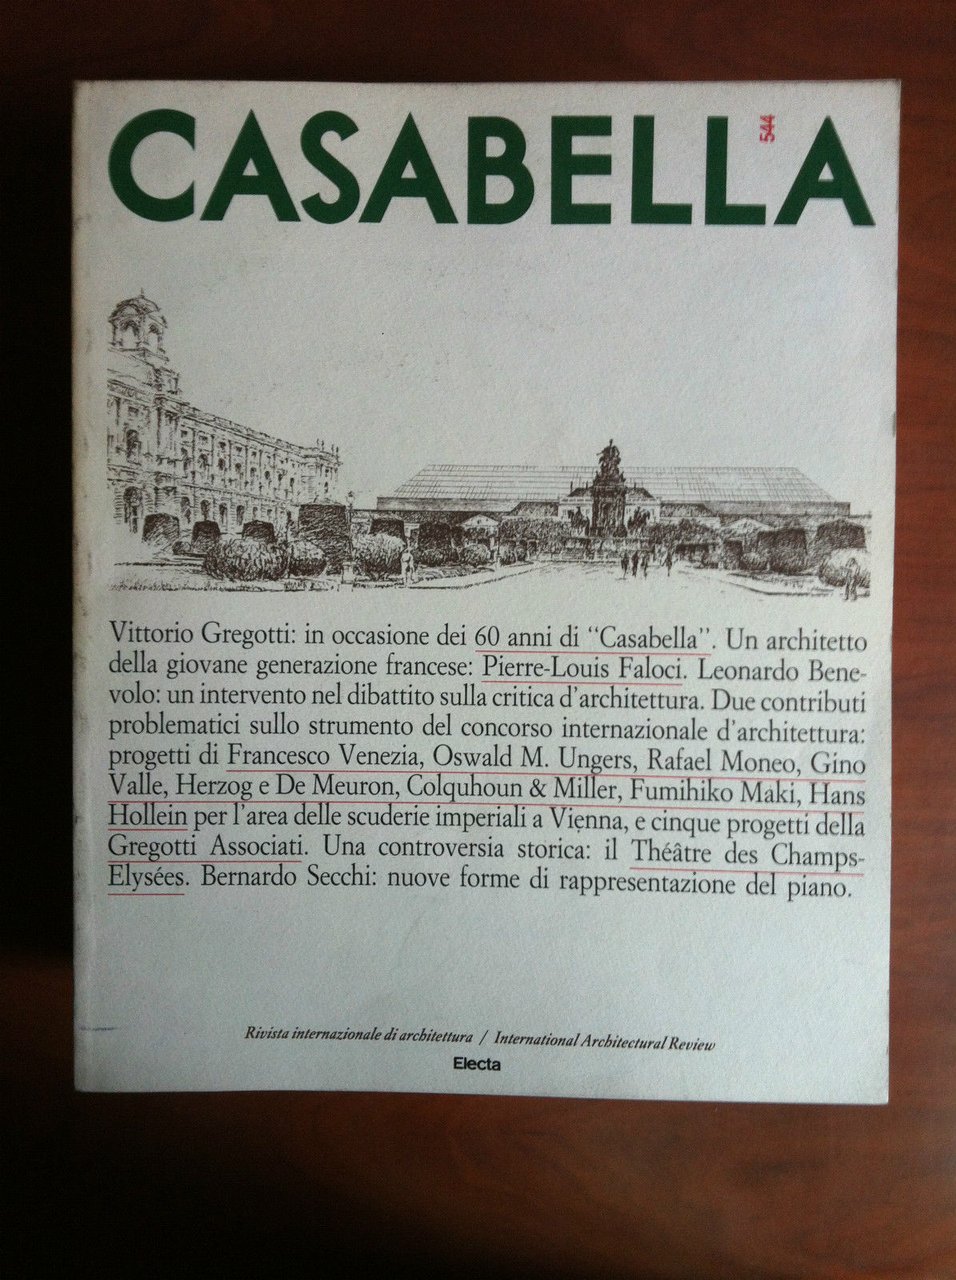 CASABELLA
544
Vittorio Gregotti: in occasione dei 60 anni di “Casabella”. Un architetto
della giovane generazione francese: Pierre-Louis Faloci. Leonardo Bene-
volo: un intervento nel dibattito sulla critica d’architettura. Due contributi
problematici sullo strumento del concorso internazionale d’architettura:
progetti di Francesco Venezia, Oswald M. Ungers, Rafael Moneo, Gino
Valle, Herzog e De Meuron, Colquhoun & Miller, Fumihiko Maki, Hans
Hollein per l’area delle scuderie imperiali a Vienna, e cinque progetti della
Gregotti Associati. Una controversia storica: il Théâtre des Champs-
Elysées. Bernardo Secchi: nuove forme di rappresentazione del piano.
Rivista internazionale di architettura / International Architectural Review
Electa